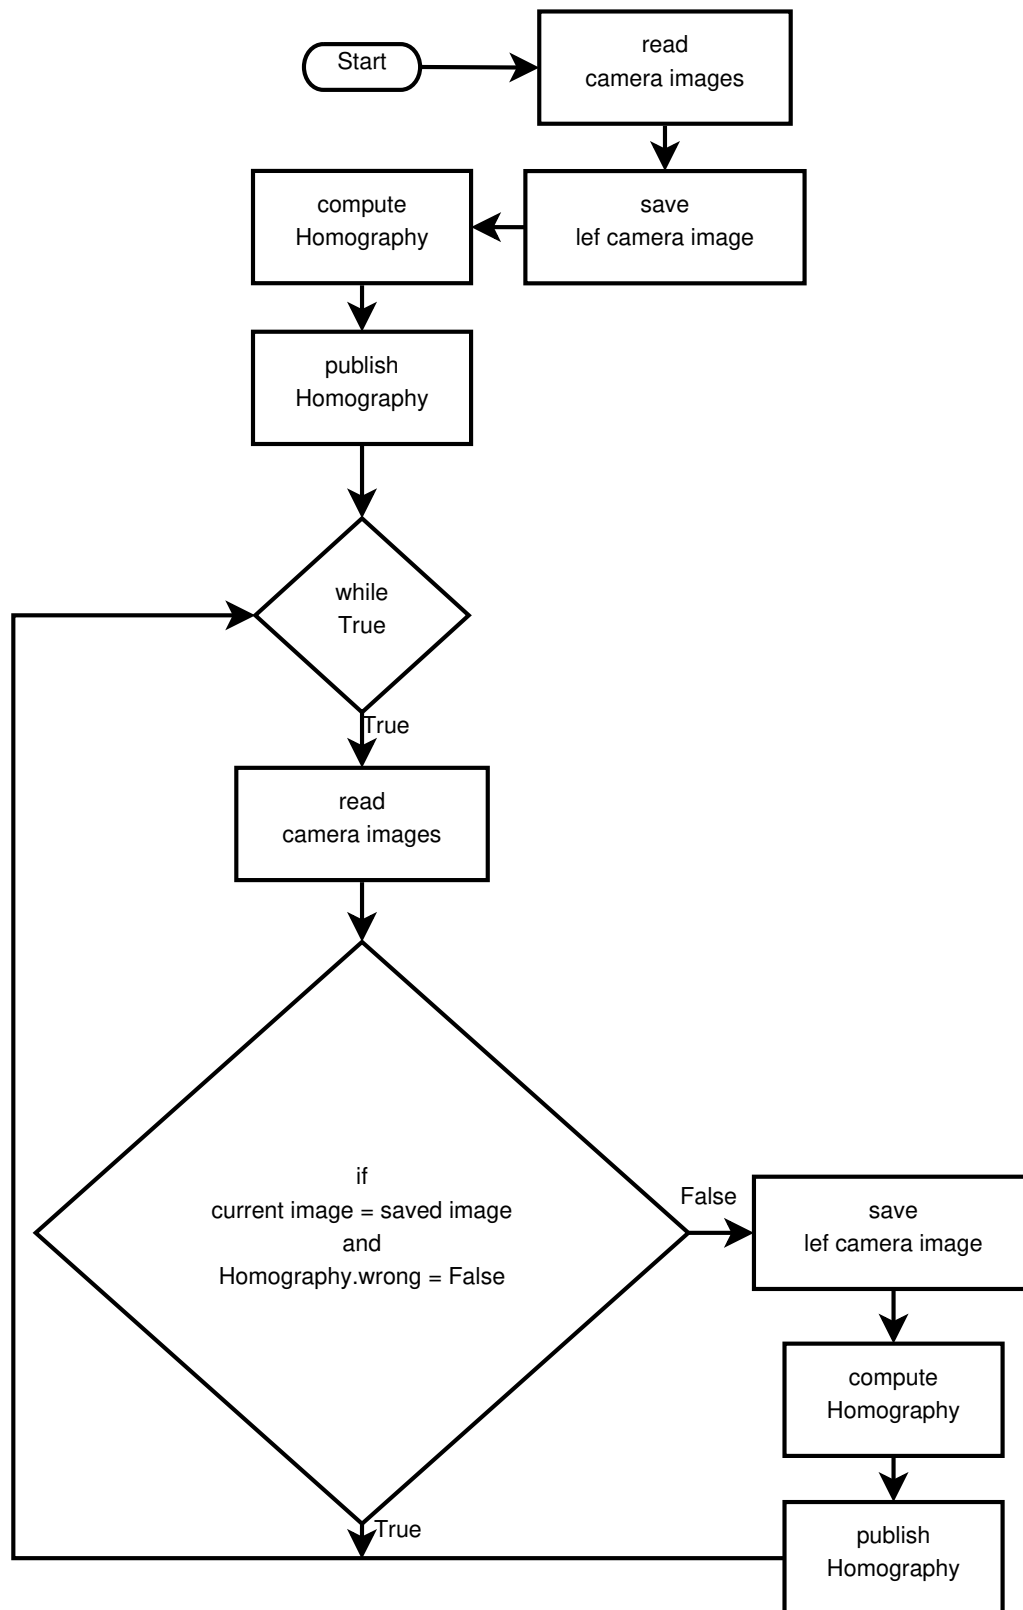 Start
read
camera images
save
lef camera image
compute
Homography
publish
Homography
while
True
True
read
camera images
if
current image = saved image
and
Homography.wrong = False
False
save
lef camera image
compute
Homography
publish
Homography
True